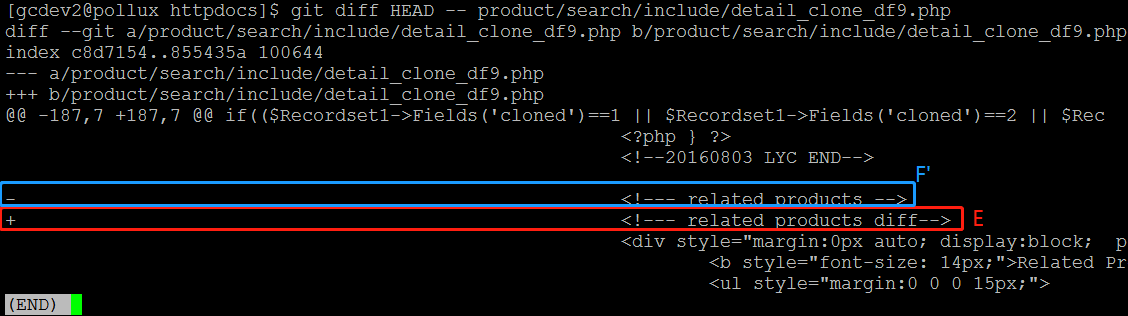 [gcdev2@pollux httpdocs]$ git diff HEAD -- product/search/include/detail_clone_df9.php
diff --git a/product/search/include/detail_clone_df9.php b/product/search/include/detail_clone_df9.php
index c8d7154..855435a 100644
--- a/product/search/include/detail_clone_df9.php
+++ b/product/search/include/detail_clone_df9.php
@@ -187,7 +187,7 @@ if(($Recordset1->Fields('cloned')==1 || $Recordset1->Fields('cloned')==2 || $Rec
<?php } ?>
<!--20160803 LYC END-->
F'
- <!--- related products -->
+ <!--- related products diff--> E
<div style="margin:0px auto; display:block; p
<b style="font-size: 14px;">Related Pr
<ul style="margin:0 0 0 15px;">
(END)